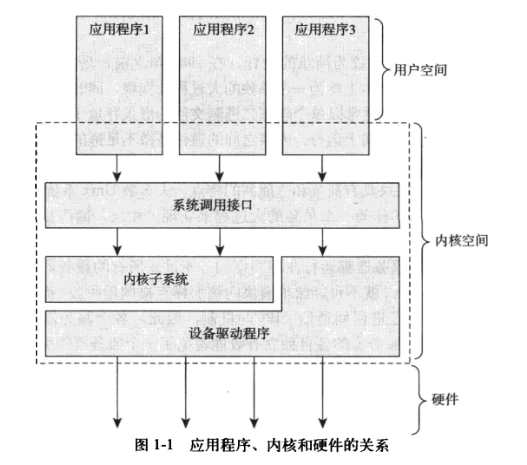 应用程序1 应用程序2 应用程序3
用户空间
系统调用接口
内核空间
内核子系统
设备驱动程序
硬件
图 1-1 应用程序、内核和硬件的关系